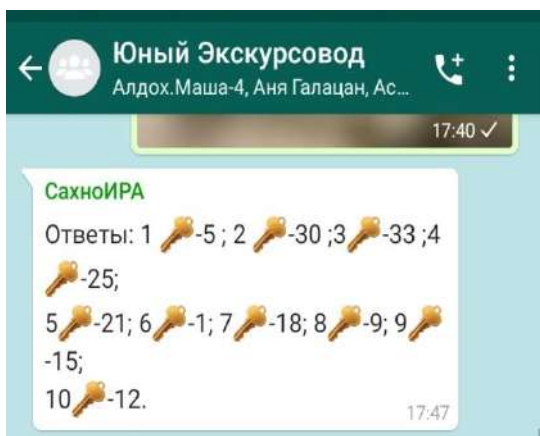 Юный Экскурсовод
Алдох.Маша-4, Аня Галацан, Ас...
17:40
СахноИРА
Ответы: 1 🔑-5 ; 2 🔑-30 ;3🔑-33 ;4
🔑-25;
5🔑-21; 6🔑-1; 7🔑-18; 8🔑-9; 9🔑
-15;
10🔑-12.
17:47